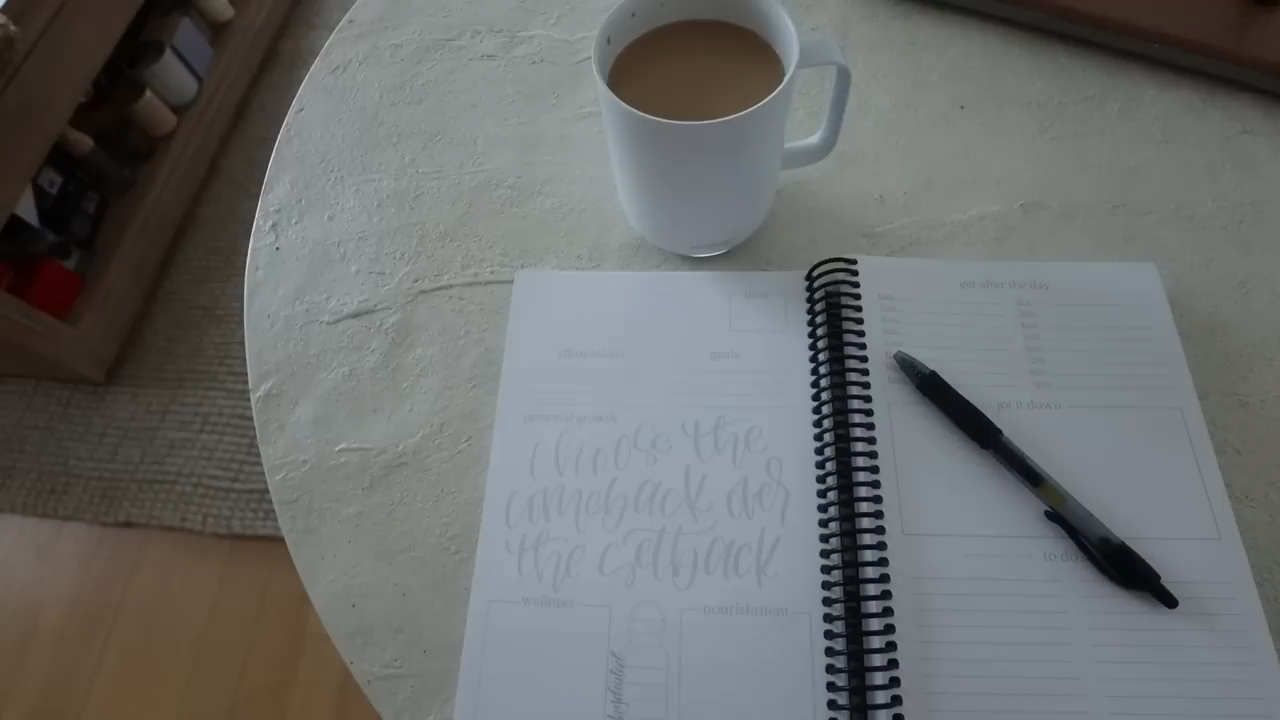 date
affirmations
goals
personal growth
choose the
comeback over
the setback
wellness
nourishment
hydrated
get after the day
jot it down
to do